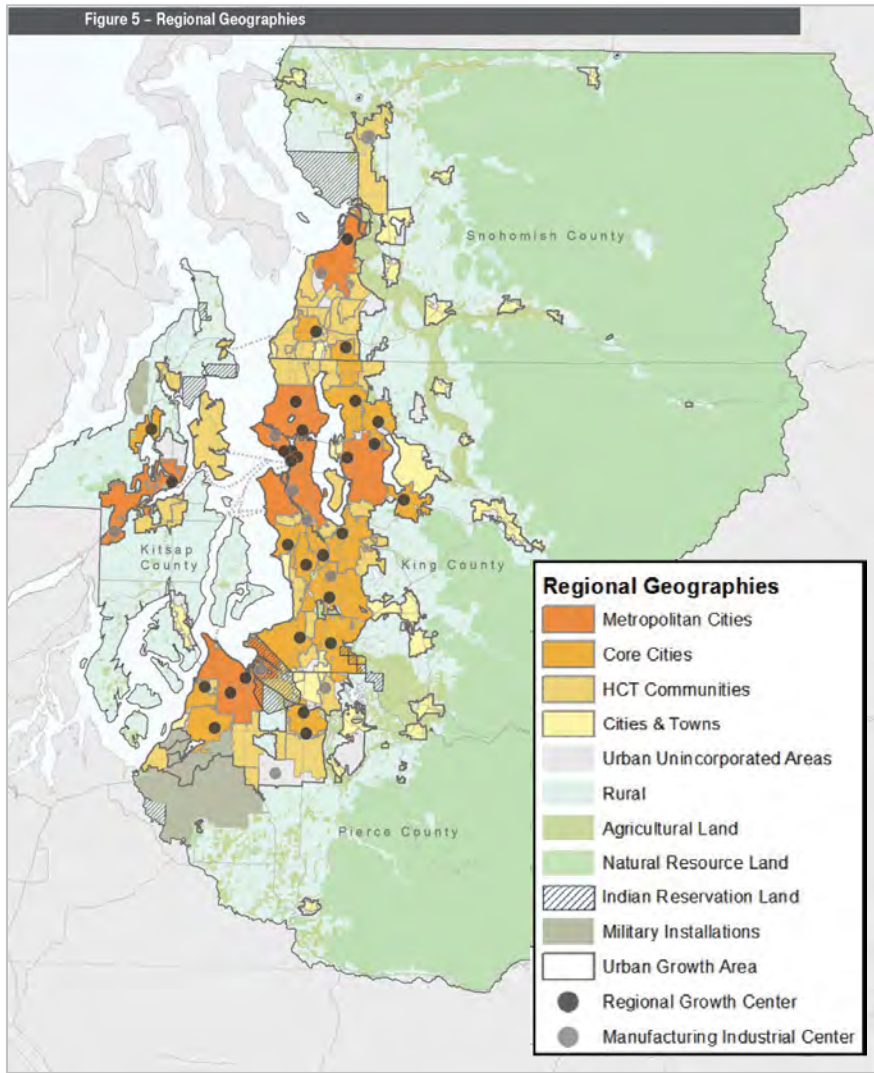 Figure 5 – Regional Geographies
Snohomish County
Kitsap
County
King County
Pierce County
Regional Geographies
Metropolitan Cities
Core Cities
HCT Communities
Cities & Towns
Urban Unincorporated Areas
Rural
Agricultural Land
Natural Resource Land
Indian Reservation Land
Military Installations
Urban Growth Area
Regional Growth Center
Manufacturing Industrial Center